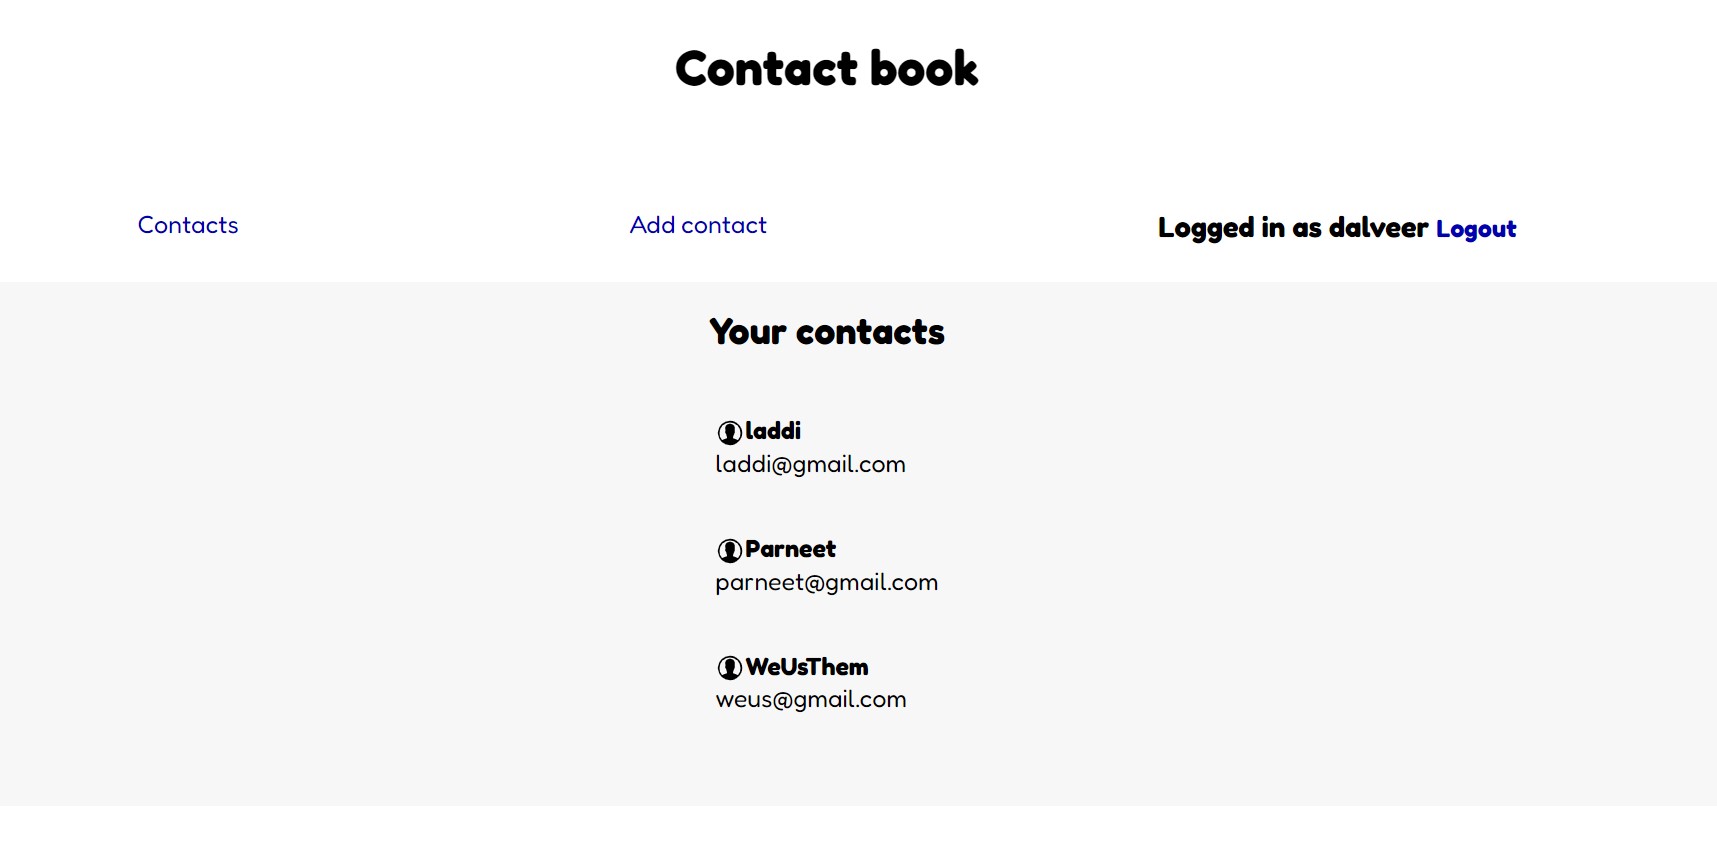 Contact book
Contacts
Add contact
Logged in as dalveer Logout
Your contacts
laddi
laddi@gmail.com
Parneet
parneet@gmail.com
WeUsThem
weus@gmail.com